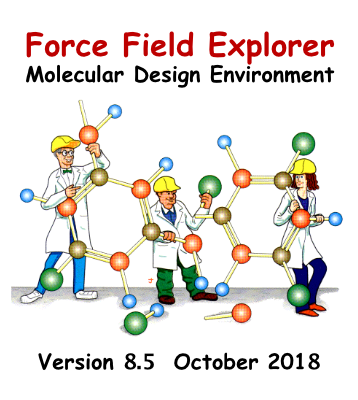 Force Field Explorer
Molecular Design Environment
Version 8.5 October 2018